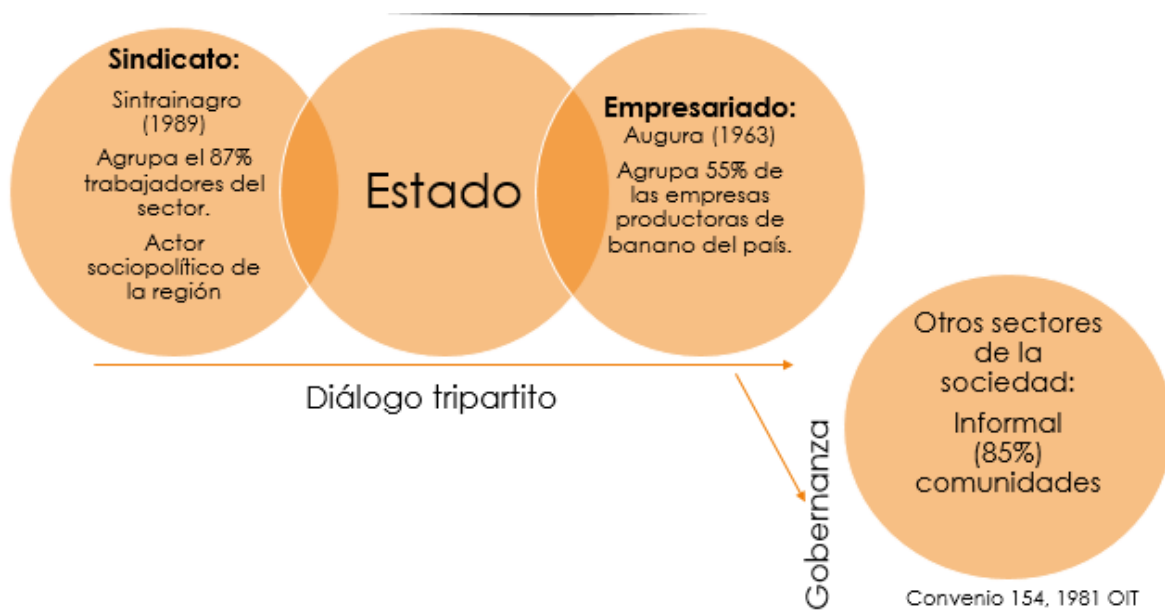 Sindicato:
Sintrainagro
(1989)
Agrupa el 87%
trabajadores del
sector.
Actor
sociopolítico de
la región
Estado
Empresariado:
Augura (1963)
Agrupa 55% de
las empresas
productoras de
banano del país.
Diálogo tripartito
Gobernanza
Otros sectores
de la
sociedad:
Informal
(85%)
comunidades
Convenio 154, 1981 OIT